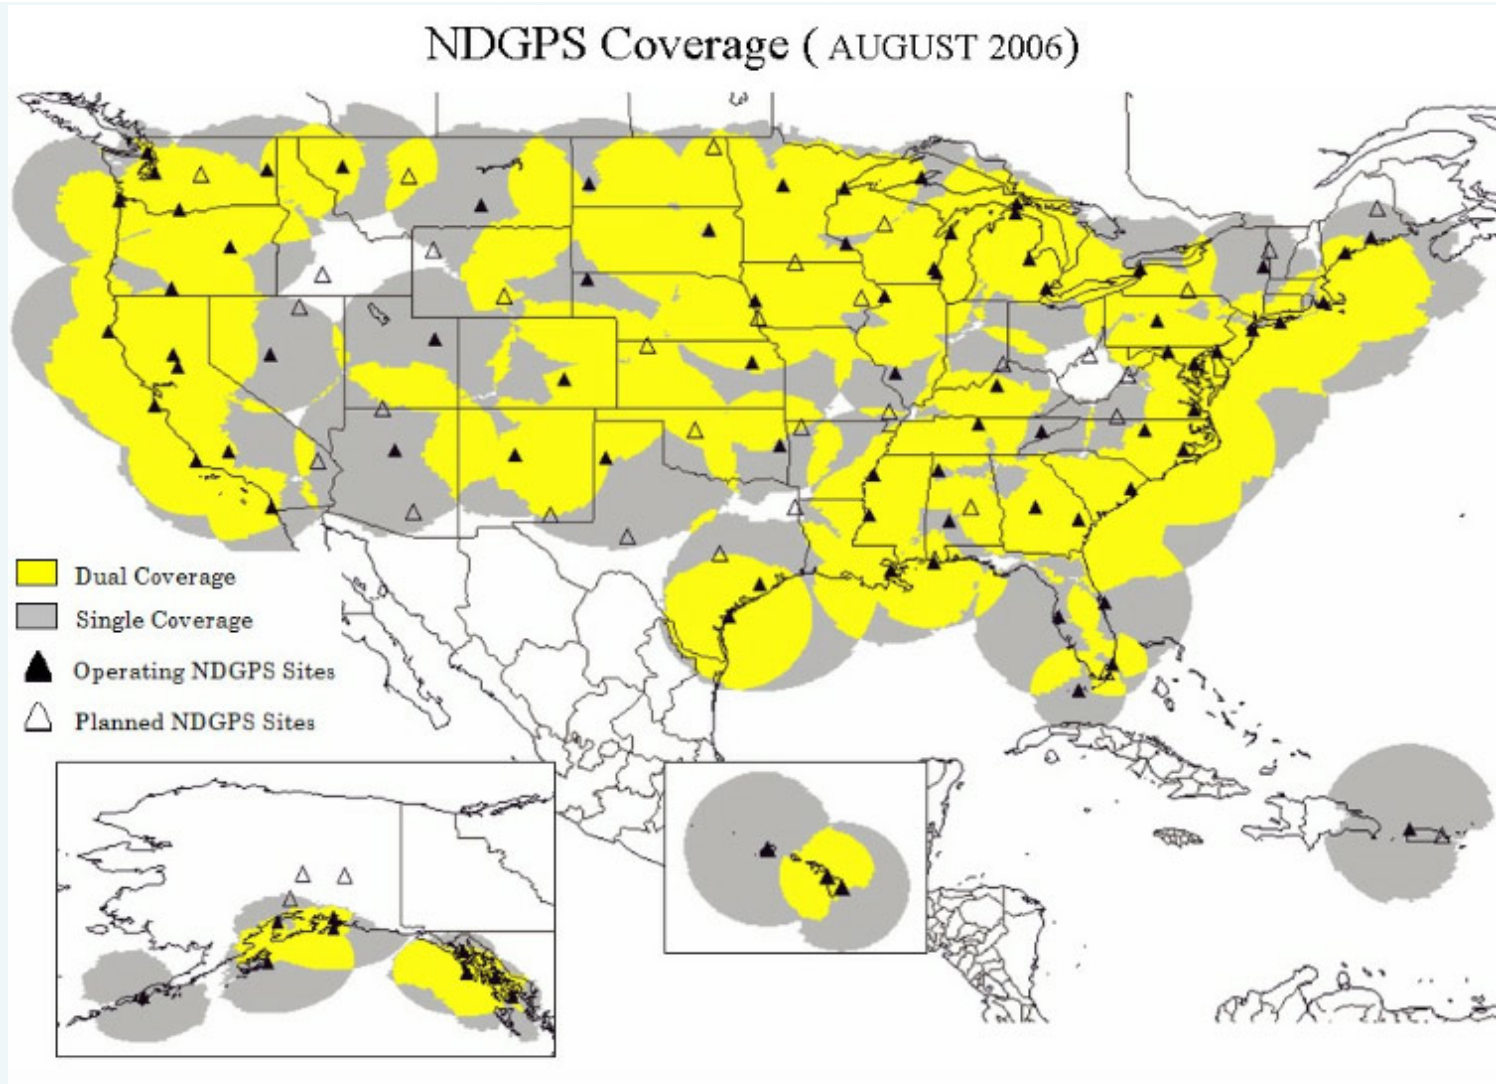 NDGPS Coverage ( AUGUST 2006)
Dual Coverage
Single Coverage
Operating NDGPS Sites
Planned NDGPS Sites